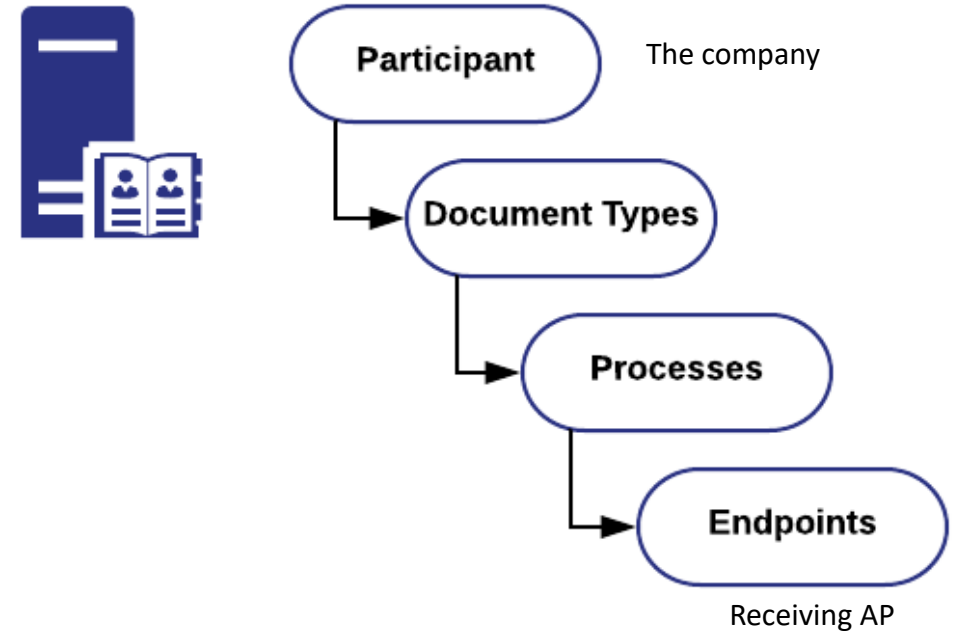 Participant
The company
Document Types
Processes
Endpoints
Receiving AP